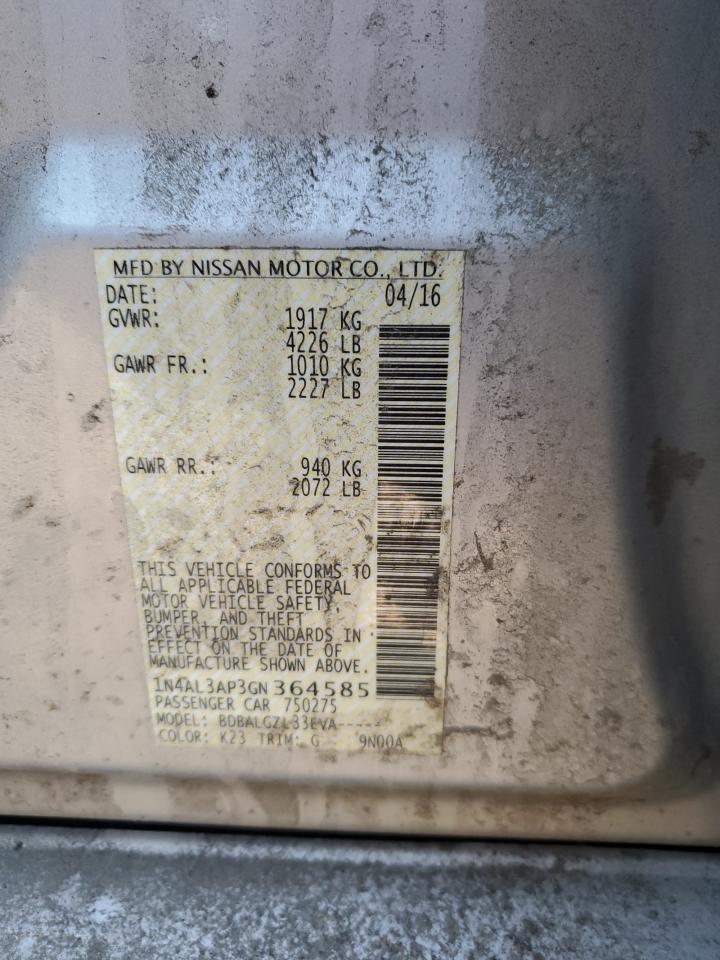 MFD BY NISSAN MOTOR CO., LTD.
DATE: 04/16
GVWR: 1917 KG
4226 LB
GAWR FR.: 1010 KG
2227 LB
GAWR RR.: 940 KG
2072 LB
THIS VEHICLE CONFORMS TO
ALL APPLICABLE FEDERAL
MOTOR VEHICLE SAFETY,
BUMPER, AND THEFT
PREVENTION STANDARDS IN
EFFECT ON THE DATE OF
MANUFACTURE SHOWN ABOVE.
1N4AL3AP3GN 364585
PASSENGER CAR 750275
MODEL: BDBALGZL33EVA-----
COLOR: K23 TRIM: G 9N00A